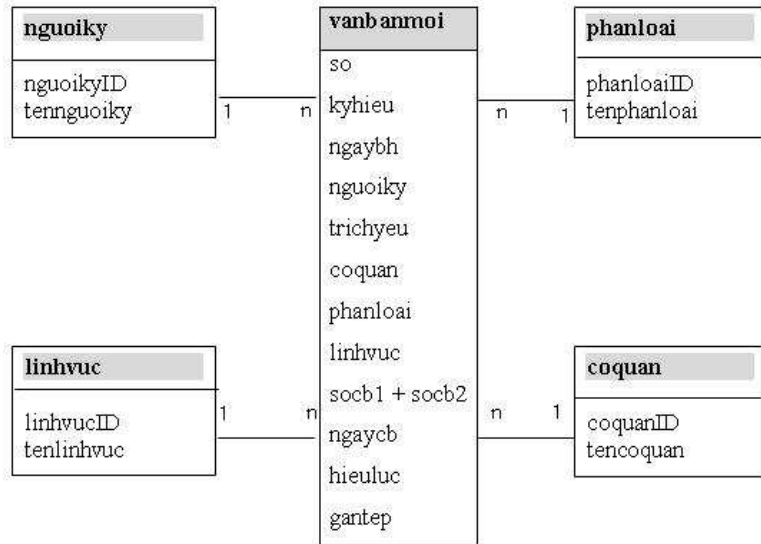 nguoiky
nguoikyID
tennguoiky
1
n
vanbanmoi
so
kyhieu
ngaybh
nguoiky
trichyeu
coquan
phanloai
linhvuc
socb1 + socb2
ngaycb
hieuluc
gantep
phanloai
phanloaiID
tenphanloai
n
1
linhvuc
linhvucID
tenlinhvuc
1
n
coquan
coquanID
tencoquan
n
1